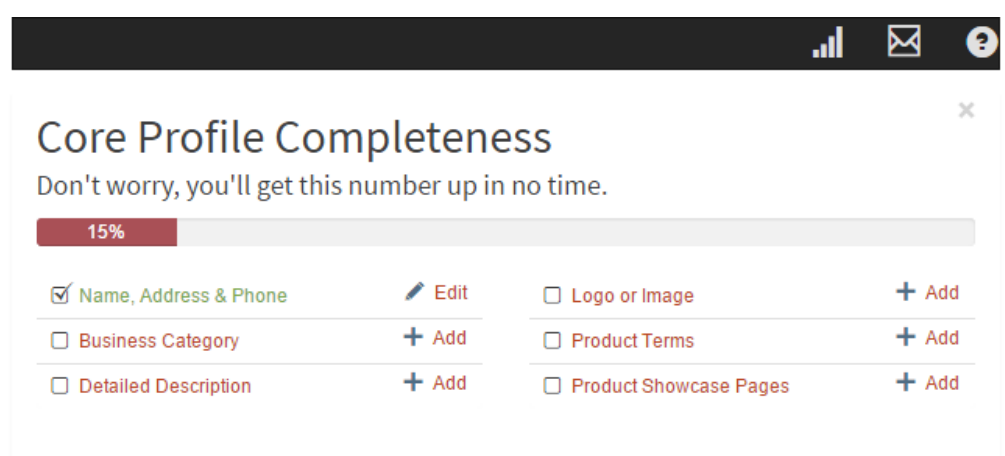 Core Profile Completeness
Don't worry, you'll get this number up in no time.
15%
Name, Address & Phone Edit
Business Category Add
Detailed Description Add
Logo or Image Add
Product Terms Add
Product Showcase Pages Add